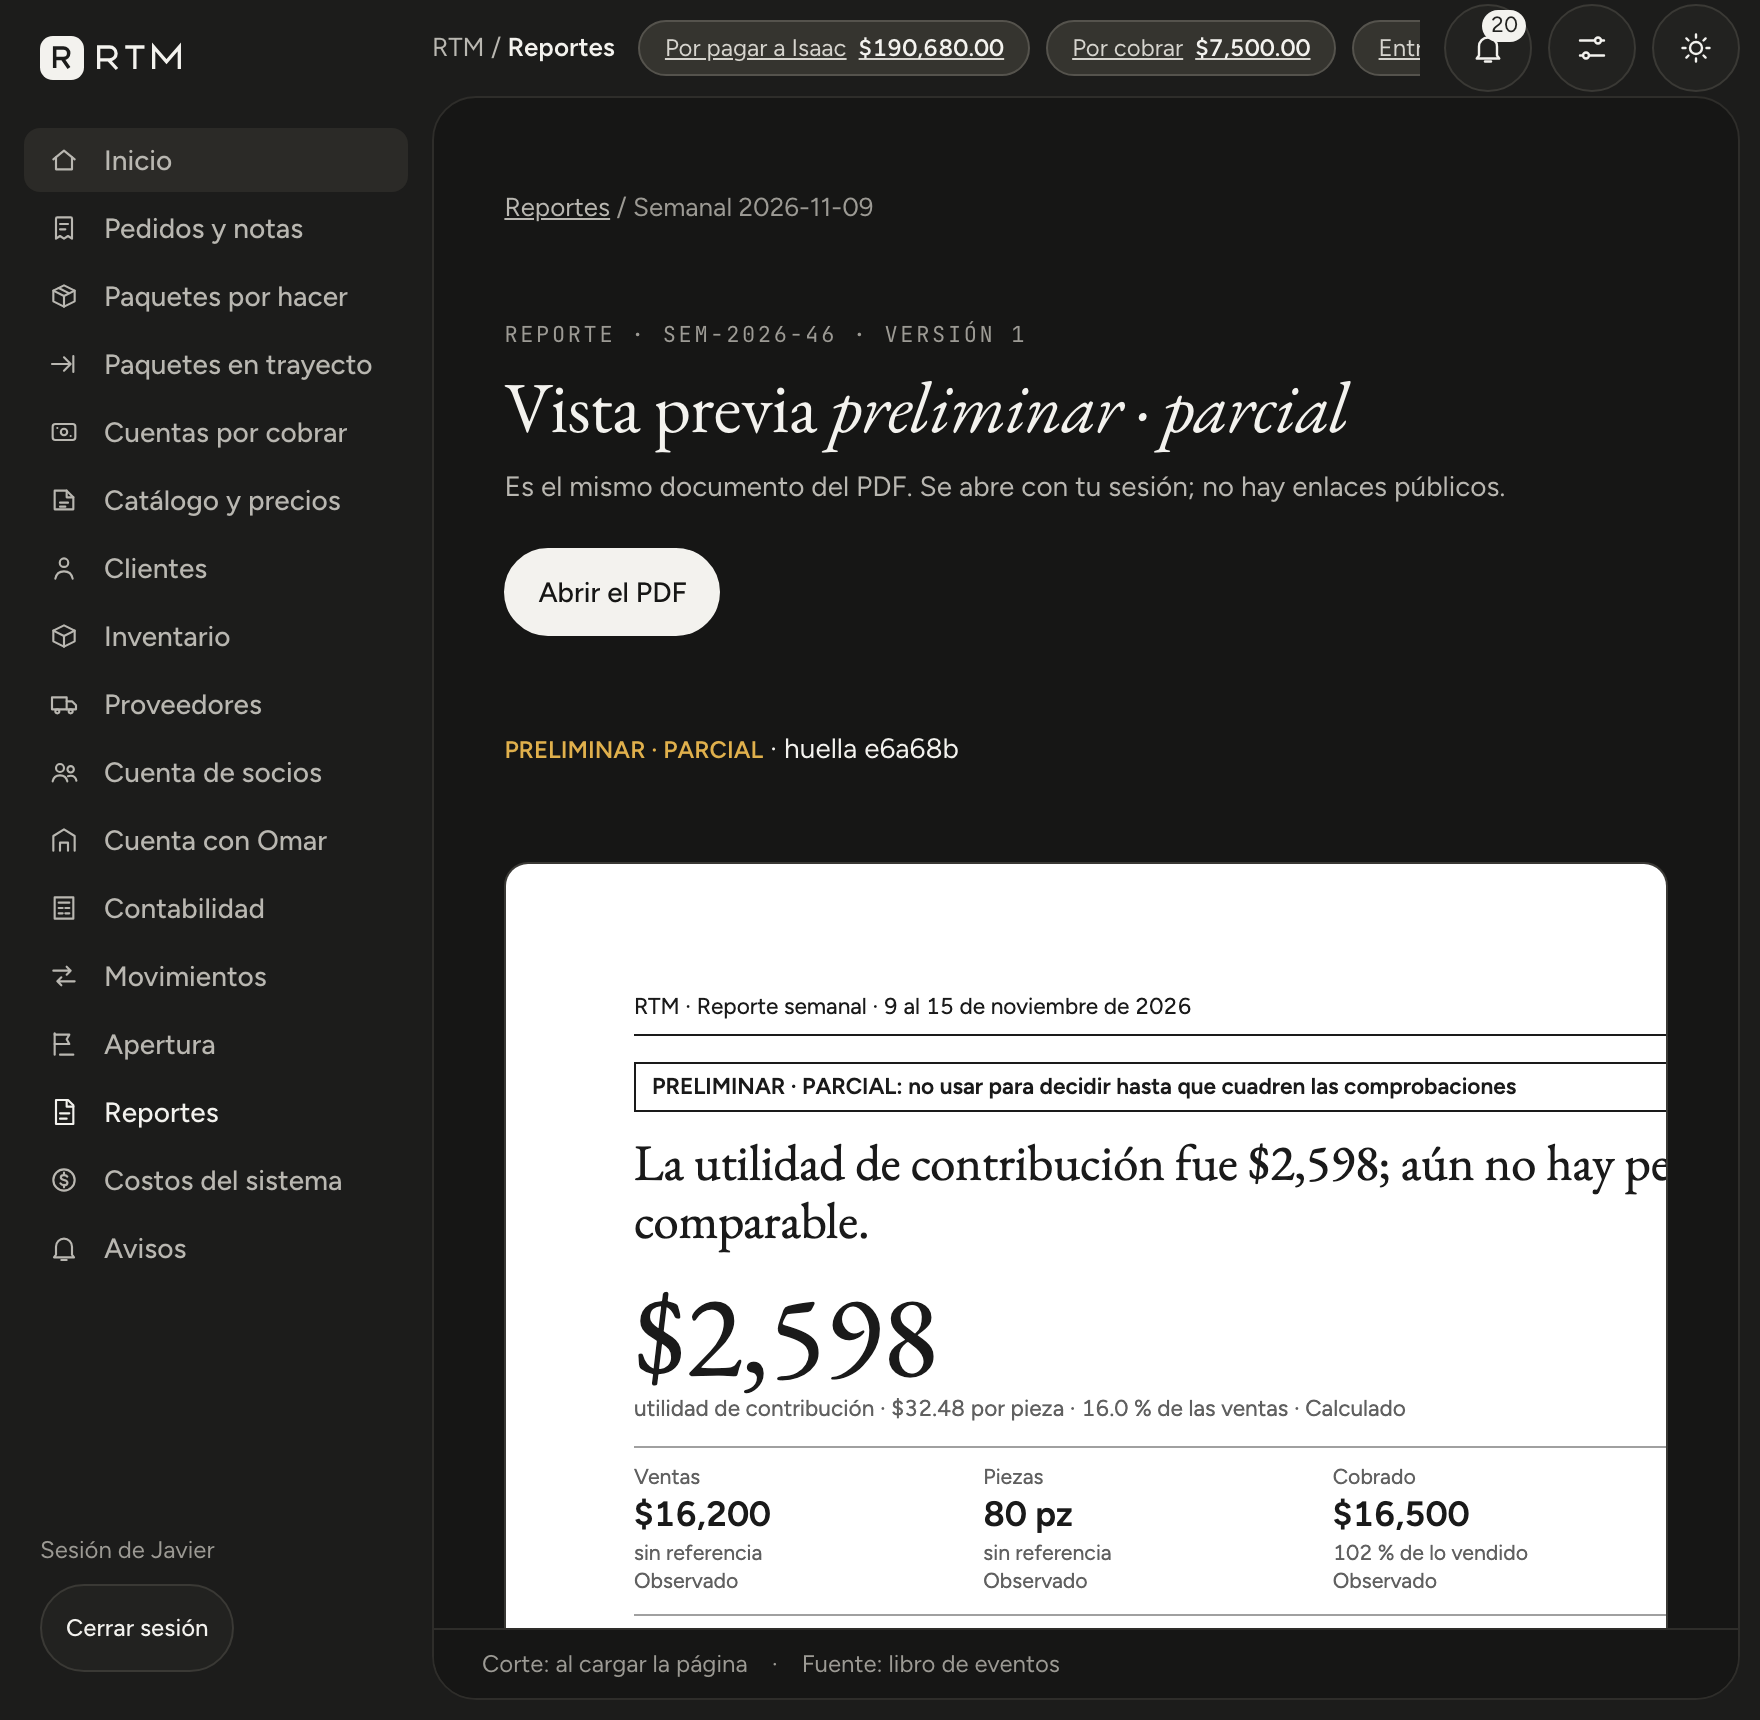 R RTM
RTM / Reportes
Por pagar a Isaac $190,680.00
Por cobrar $7,500.00
Entr
20
Inicio
Pedidos y notas
Paquetes por hacer
Paquetes en trayecto
Cuentas por cobrar
Catálogo y precios
Clientes
Inventario
Proveedores
Cuenta de socios
Cuenta con Omar
Contabilidad
Movimientos
Apertura
Reportes
Costos del sistema
Avisos
Sesión de Javier
Cerrar sesión
Reportes / Semanal 2026-11-09
REPORTE · SEM-2026-46 · VERSIÓN 1
Vista previa preliminar · parcial
Es el mismo documento del PDF. Se abre con tu sesión; no hay enlaces públicos.
Abrir el PDF
PRELIMINAR · PARCIAL · huella e6a68b
RTM · Reporte semanal · 9 al 15 de noviembre de 2026
PRELIMINAR · PARCIAL: no usar para decidir hasta que cuadren las comprobaciones
La utilidad de contribución fue $2,598; aún no hay pe
comparable.
$2,598
utilidad de contribución · $32.48 por pieza · 16.0 % de las ventas · Calculado
Ventas
$16,200
sin referencia
Observado
Piezas
80 pz
sin referencia
Observado
Cobrado
$16,500
102 % de lo vendido
Observado
Corte: al cargar la página · Fuente: libro de eventos